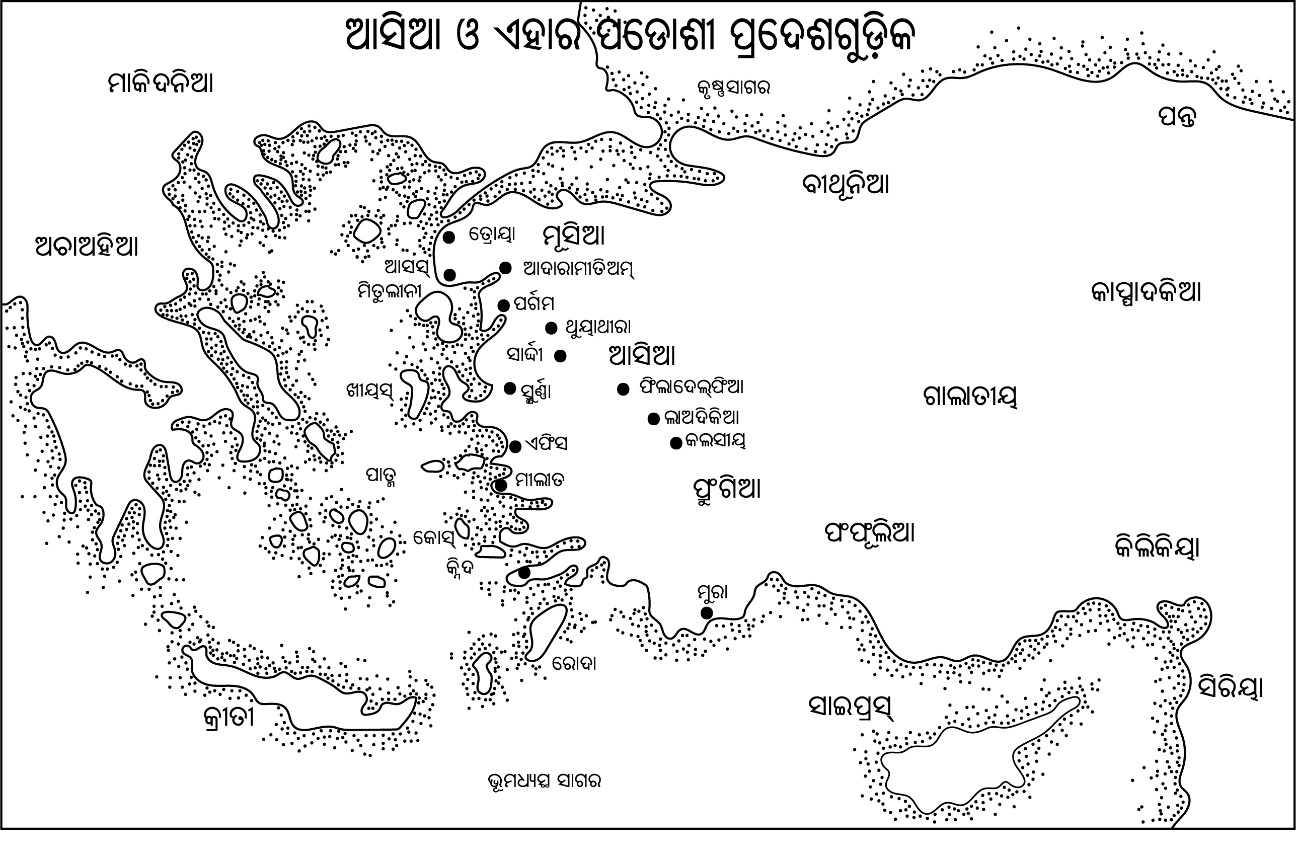 ଆସିଆ ଓ ଏହାର ପଡୋଶୀ ପ୍ରଦେଶଗୁଡ଼ିକ
ମାକିଦନିଆ
କୃଷ୍ଣସାଗର
ପନ୍ତ
ବୀଥୂନିଆ
ଅଚାଅହିଆ
ତ୍ରୋୟା
ମୂସିଆ
ଆସସ୍
ଆଦାରାମୀତିଅମ୍
ମିତୁଲୀନୀ
କାପ୍ପାଦକିଆ
ପର୍ଗମ
ଥୁୟାଥୀରା
ସାର୍ଦ୍ଦୀ
ଆସିଆ
ଖୀୟସ୍
ସ୍ମୁର୍ଣ୍ଣା
ଫିଲାଦେଲ୍‌ଫିଆ
ଗାଲାତୀୟ
ଲାଅଦିକିଆ
କଲସୀୟ
ଏଫିସ
ପାତ୍ମ
ମୀଲୀତ
ଫ୍ରୁଂଗିଆ
ପଂଫୂଲିଆ
କୋସ୍
କିଲିକିୟା
କ୍ନିଦ
ମୁରା
ରୋଦା
ସିରିୟା
ସାଇପ୍ରସ୍
କ୍ରୀତୀ
ଭୂମଧ୍ୟସ୍ଥ ସାଗର